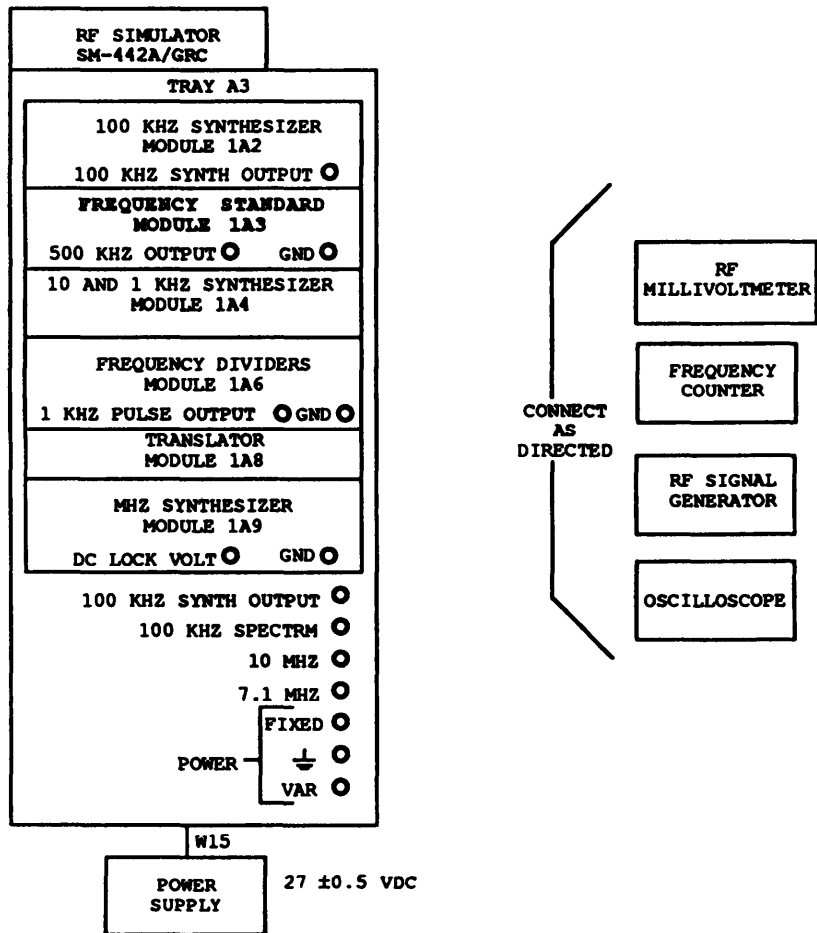 RF SIMULATOR
SM-442A/GRC
TRAY A3
100 KHZ SYNTHESIZER
MODULE 1A2
100 KHZ SYNTH OUTPUT
FREQUENCY STANDARD
MODULE 1A3
500 KHZ OUTPUT GND
10 AND 1 KHZ SYNTHESIZER
MODULE 1A4
FREQUENCY DIVIDERS
MODULE 1A6
1 KHZ PULSE OUTPUT GND
TRANSLATOR
MODULE 1A8
MHZ SYNTHESIZER
MODULE 1A9
DC LOCK VOLT GND
100 KHZ SYNTH OUTPUT
100 KHZ SPECTRM
10 MHZ
7.1 MHZ
FIXED
POWER
VAR
W15
POWER
SUPPLY
27 ±0.5 VDC
CONNECT
AS
DIRECTED
RF
MILLIVOLTMETER
FREQUENCY
COUNTER
RF SIGNAL
GENERATOR
OSCILLOSCOPE